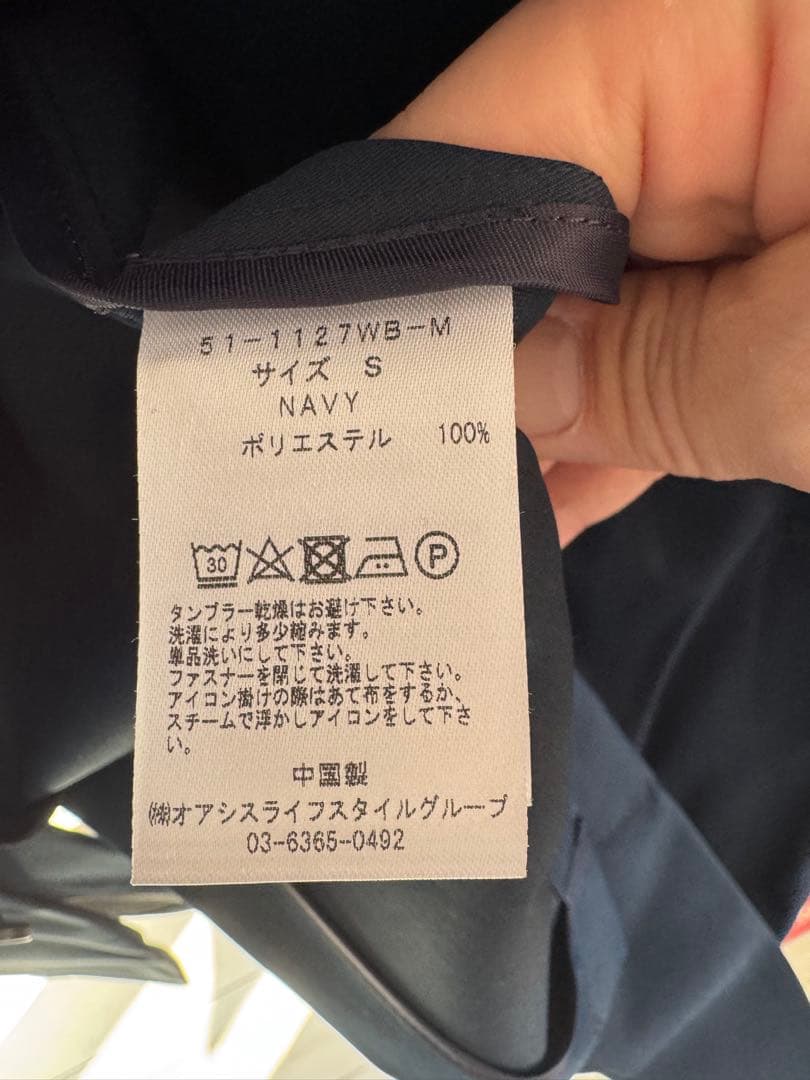 51-1127WB-M
サイズ S
NAVY
ポリエステル 100%
30 P
タンブラー乾燥はお避け下さい。
洗濯により多少縮みます。
単品洗いにして下さい。
ファスナーを閉じて洗濯して下さい。
アイロン掛けの際はあて布をするか、
スチームで浮かしアイロンをして下さ
い。
中国製
㈱オアシスライフスタイルグループ
03-6365-0492